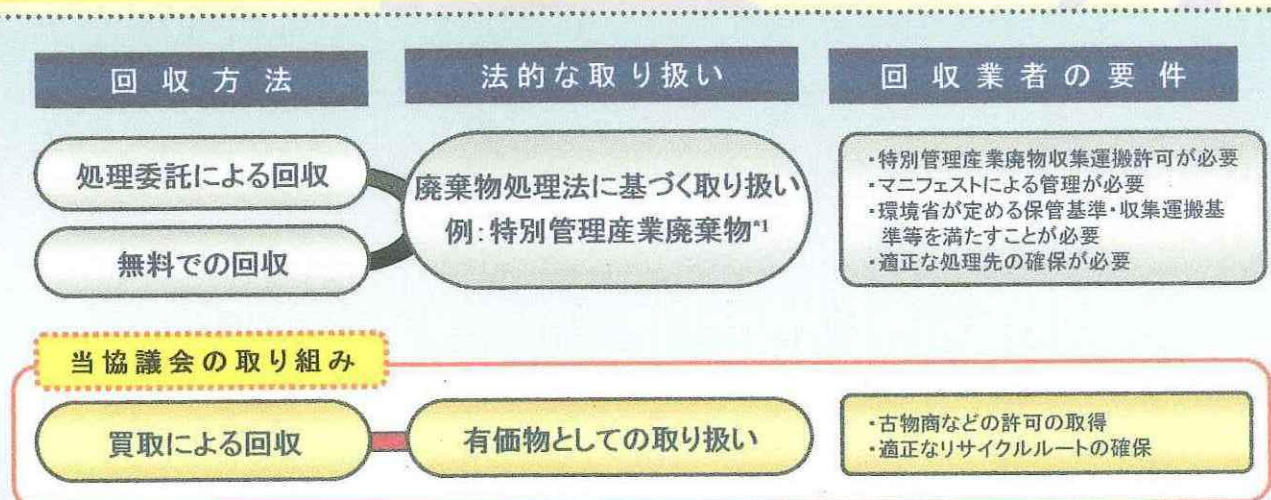 回収方法
法的な取り扱い
回収業者の要件
処理委託による回収
無料での回収
廃棄物処理法に基づく取り扱い
例:特別管理産業廃棄物*1
・特別管理産業廃物収集運搬許可が必要
・マニフェストによる管理が必要
・環境省が定める保管基準・収集運搬基
準等を満たすことが必要
・適正な処理先の確保が必要
当協議会の取り組み
買取による回収
有価物としての取り扱い
・古物商などの許可の取得
・適正なリサイクルルートの確保